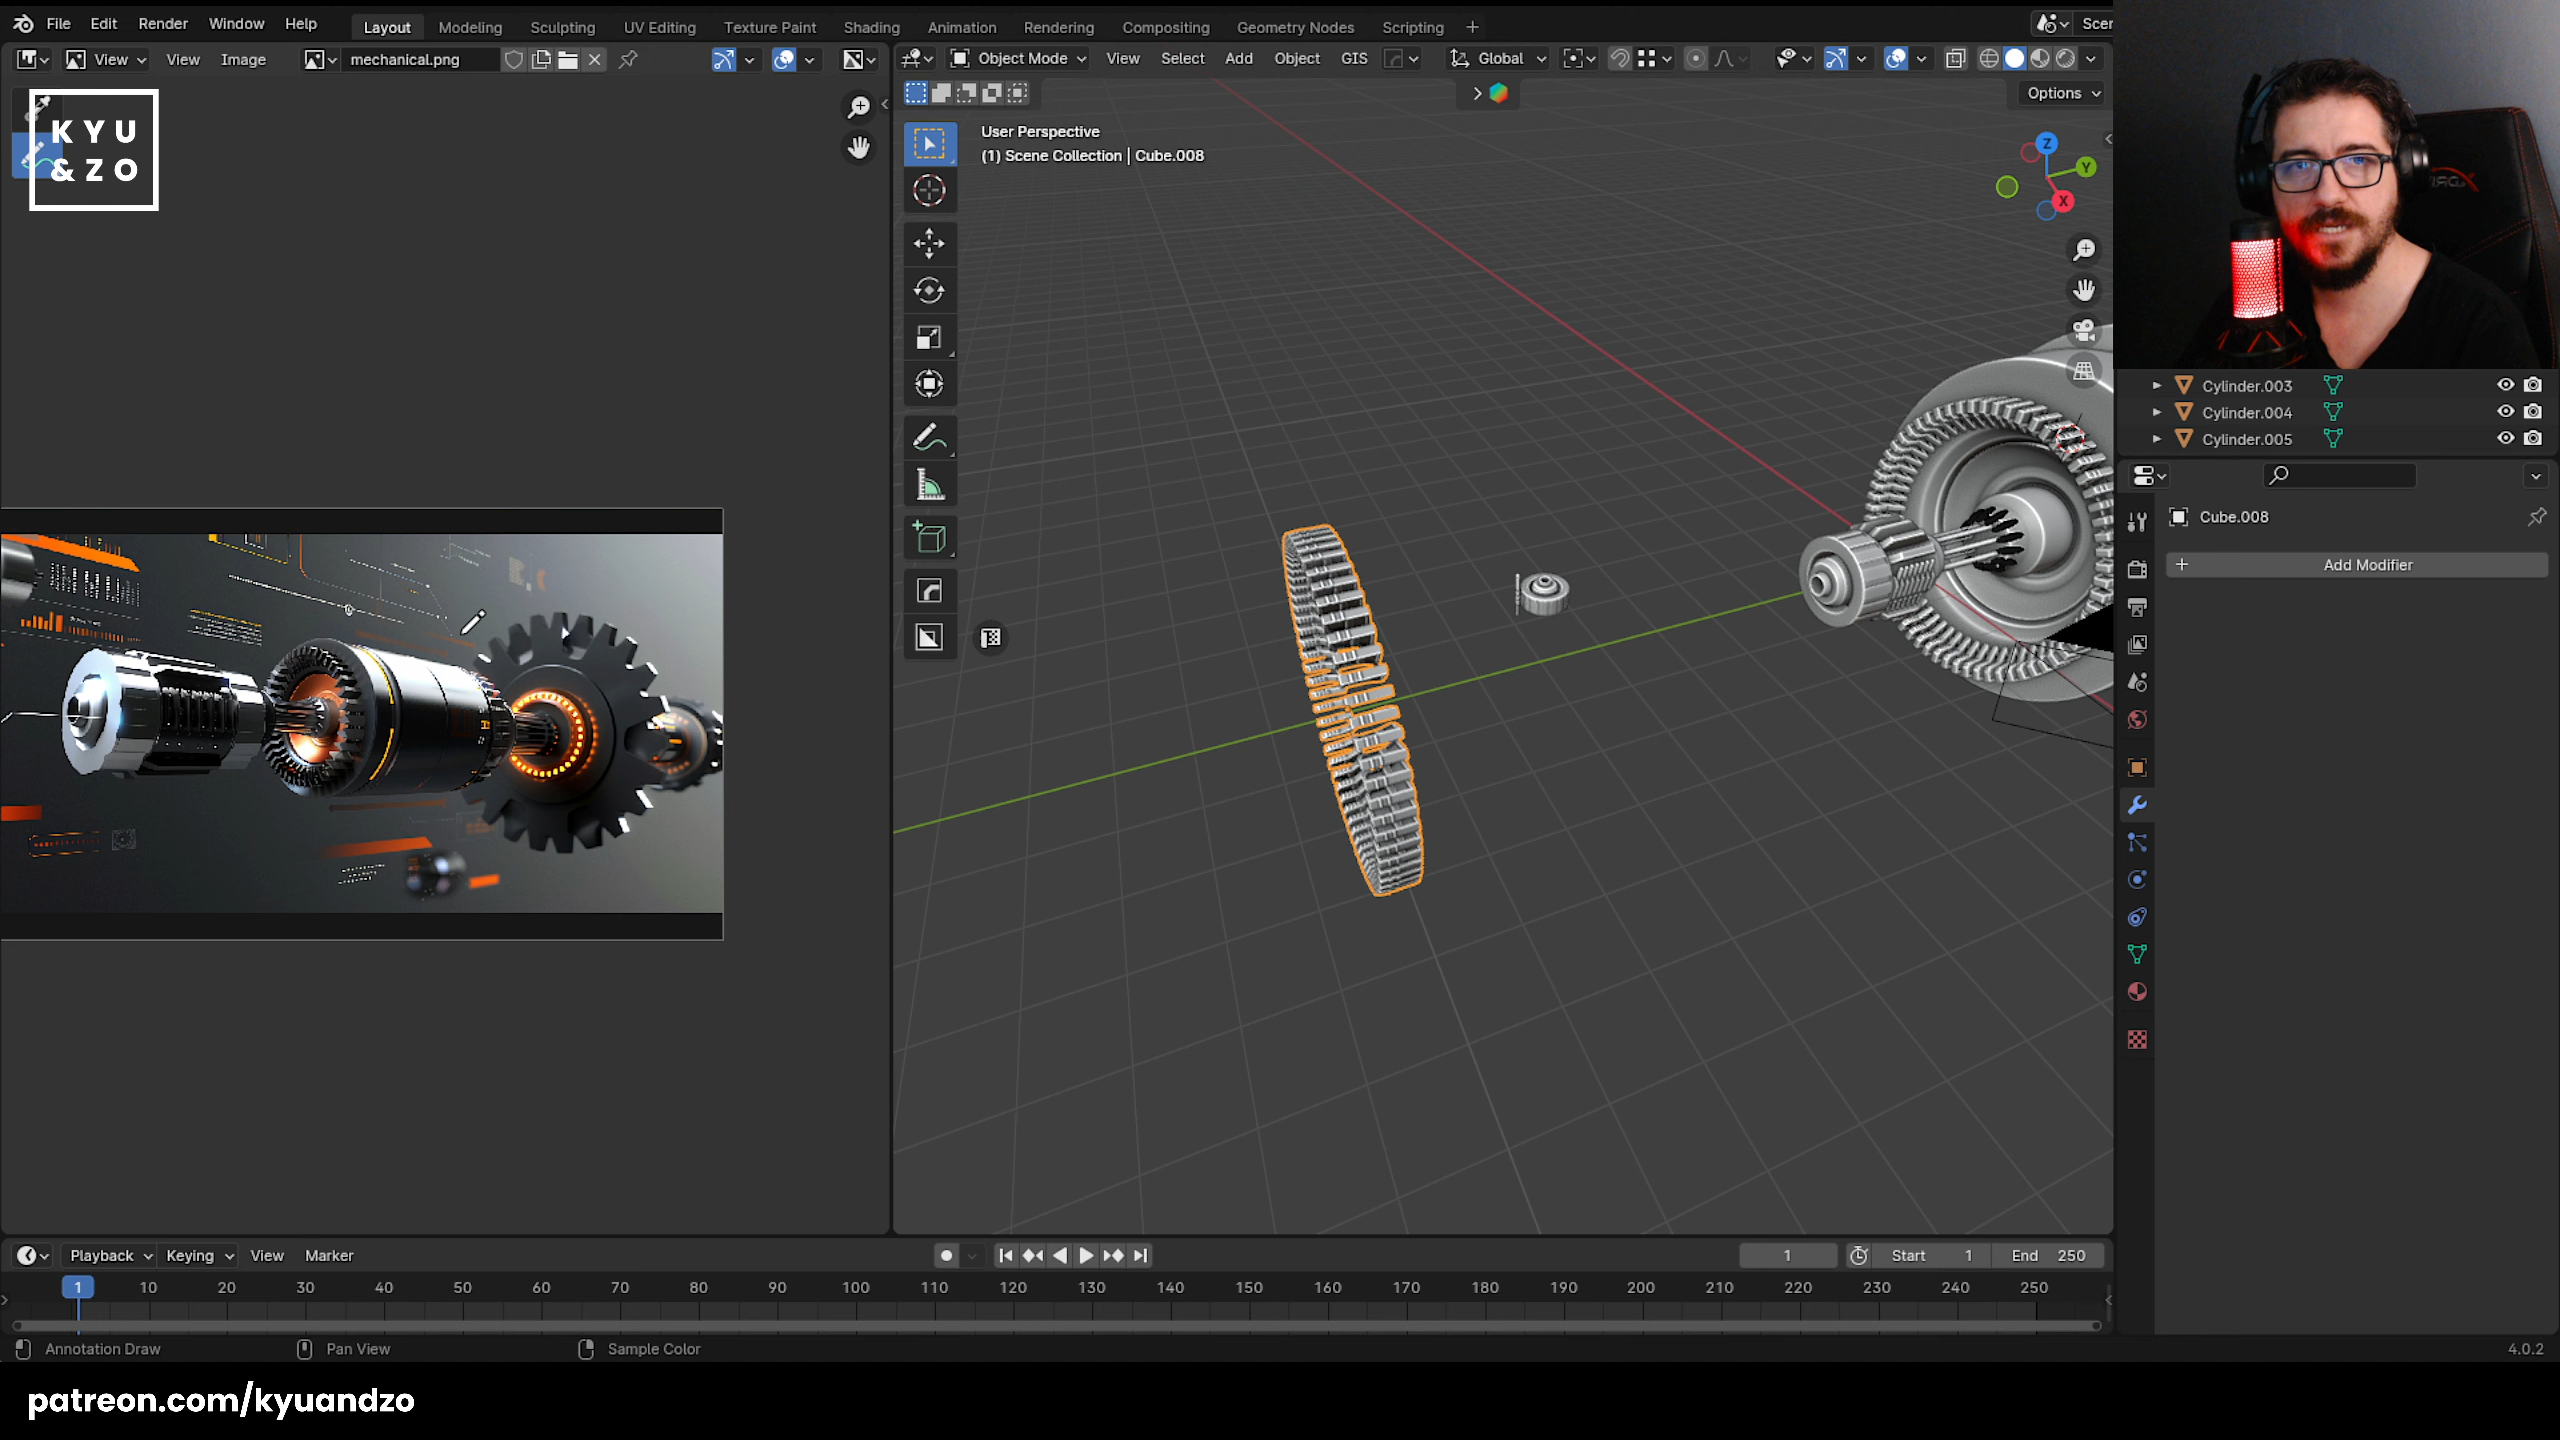 File Edit Render Window Help Layout Modeling Sculpting UV Editing Texture Paint Shading Animation Rendering Compositing Geometry Nodes Scripting + Scer
View View Image mechanical.png Object Mode View Select Add Object GIS Global
Options
KYU
&ZO
User Perspective
(1) Scene Collection | Cube.008
Z
Y
X
Cylinder.003
Cylinder.004
Cylinder.005
Cube.008
+ Add Modifier
Playback Keying View Marker 1 Start 1 End 250
1 10 20 30 40 50 60 70 80 90 100 110 120 130 140 150 160 170 180 190 200 210 220 230 240 250
Annotation Draw Pan View Sample Color 4.0.2
patreon.com/kyuandzo